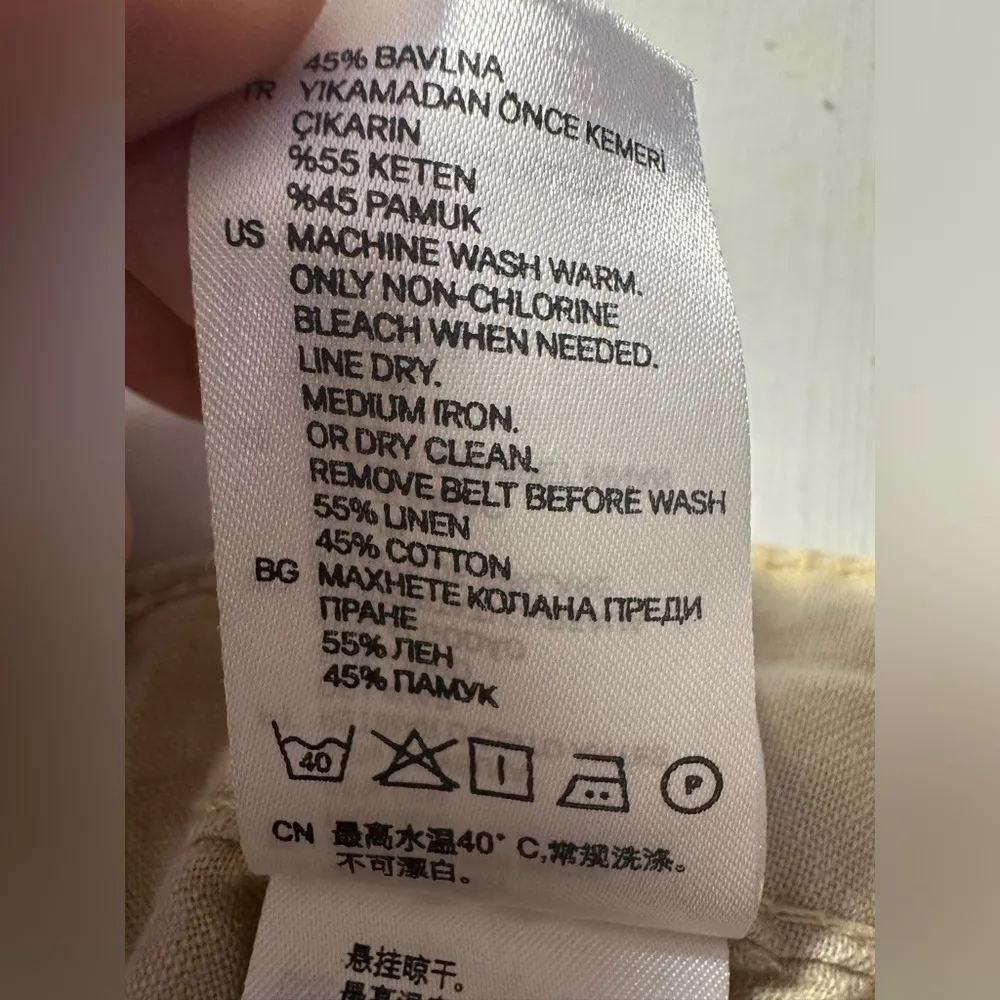 45% BAVLNA
TR YIKAMADAN ÖNCE KEMERİ
ÇIKARIN
%55 KETEN
%45 PAMUK
US MACHINE WASH WARM.
ONLY NON-CHLORINE
BLEACH WHEN NEEDED.
LINE DRY.
MEDIUM IRON.
OR DRY CLEAN.
REMOVE BELT BEFORE WASH
55% LINEN
45% COTTON
BG МАХНЕТЕ КОЛАНА ПРЕДИ
ПРАНЕ
55% ЛЕН
45% ПАМУК
40 P
CN 最高水温40° C,常规洗涤。
不可漂白。
悬挂晾干。